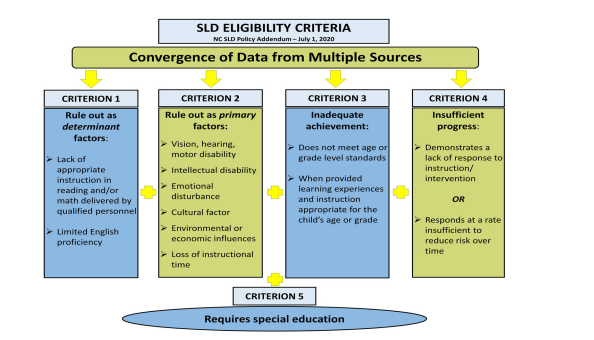 SLD ELIGIBILITY CRITERIA
NC SLD Policy Addendum – July 1, 2020
Convergence of Data from Multiple Sources
CRITERION 1
Rule out as
determinant
factors:
➢ Lack of
appropriate
instruction in
reading and/or
math delivered by
qualified personnel
➢ Limited English
proficiency
CRITERION 2
Rule out as primary
factors:
➢ Vision, hearing,
motor disability
➢ Intellectual disability
➢ Emotional
disturbance
➢ Cultural factor
➢ Environmental or
economic influences
➢ Loss of instructional
time
CRITERION 3
Inadequate
achievement:
➢ Does not meet age or
grade level standards
➢ When provided
learning experiences
and instruction
appropriate for the
child's age or grade
CRITERION 4
Insufficient
progress:
➢ Demonstrates a
lack of response to
instruction/
intervention
OR
➢ Responds at a rate
insufficient to
reduce risk over
time
CRITERION 5
Requires special education